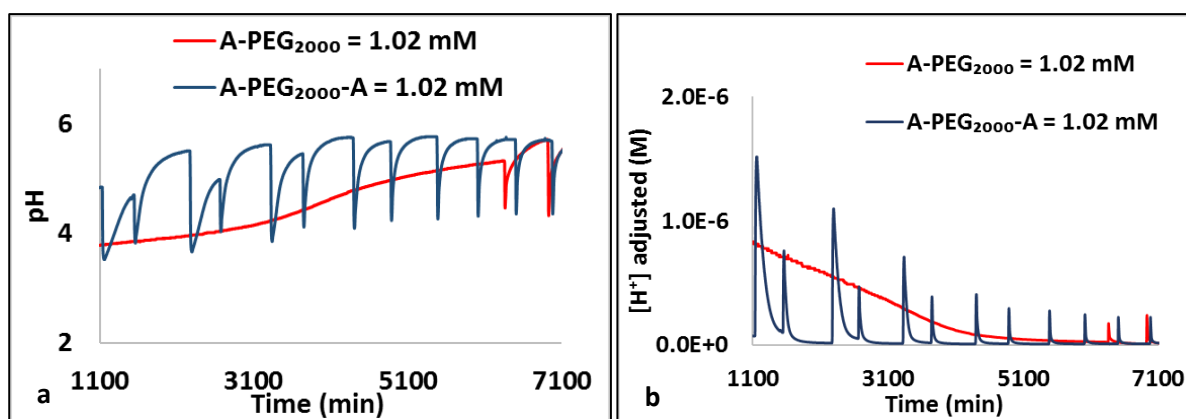 A-PEG₂₀₀₀ = 1.02 mM
A-PEG₂₀₀₀-A = 1.02 mM
6
4
2
pH
1100 3100 5100 7100
Time (min)
a
A-PEG₂₀₀₀ = 1.02 mM
A-PEG₂₀₀₀-A = 1.02 mM
2.0E-6
1.0E-6
0.0E+0
[H⁺] adjusted (M)
1100 3100 5100 7100
Time (min)
b